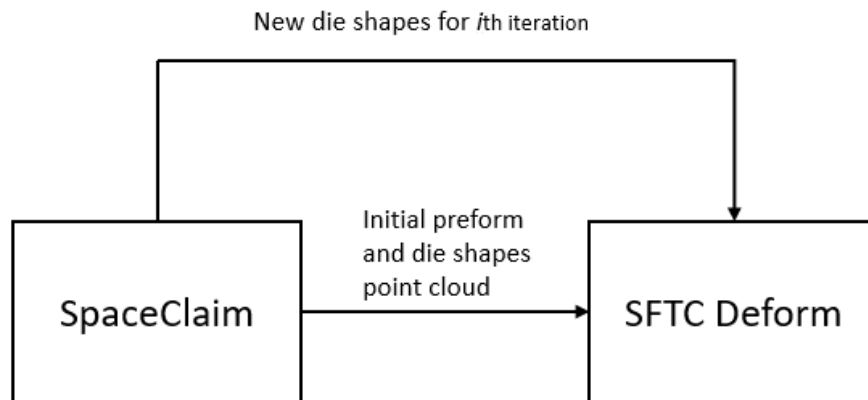 New die shapes for ith iteration
Initial preform
and die shapes
point cloud
SpaceClaim
SFTC Deform